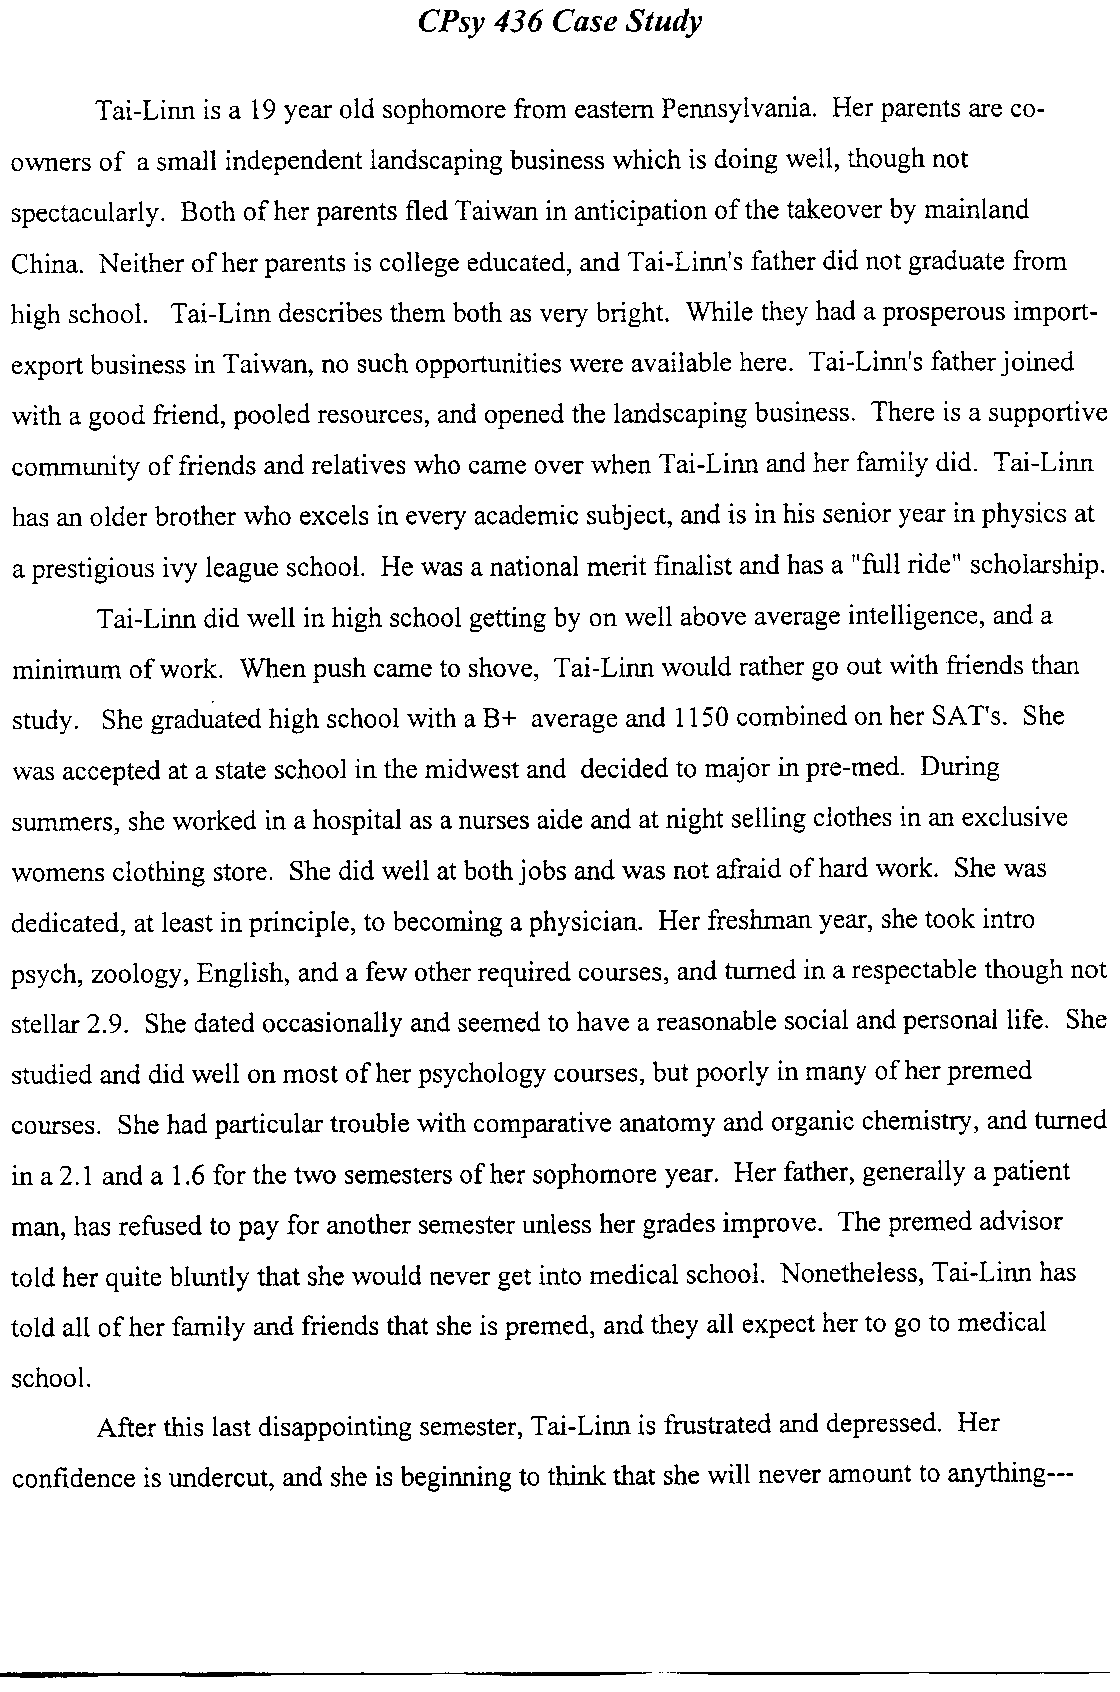 CPsy 436 Case Study
Tai-Linn is a 19 year old sophomore from eastern Pennsylvania. Her parents are co-
owners of a small independent landscaping business which is doing well, though not
spectacularly. Both of her parents fled Taiwan in anticipation of the takeover by mainland
China. Neither of her parents is college educated, and Tai-Linn's father did not graduate from
high school. Tai-Linn describes them both as very bright. While they had a prosperous import-
export business in Taiwan, no such opportunities were available here. Tai-Linn's father joined
with a good friend, pooled resources, and opened the landscaping business. There is a supportive
community of friends and relatives who came over when Tai-Linn and her family did. Tai-Linn
has an older brother who excels in every academic subject, and is in his senior year in physics at
a prestigious ivy league school. He was a national merit finalist and has a "full ride" scholarship.
Tai-Linn did well in high school getting by on well above average intelligence, and a
minimum of work. When push came to shove, Tai-Linn would rather go out with friends than
study. She graduated high school with a B+ average and 1150 combined on her SAT's. She
was accepted at a state school in the midwest and decided to major in pre-med. During
summers, she worked in a hospital as a nurses aide and at night selling clothes in an exclusive
womens clothing store. She did well at both jobs and was not afraid of hard work. She was
dedicated, at least in principle, to becoming a physician. Her freshman year, she took intro
psych, zoology, English, and a few other required courses, and turned in a respectable though not
stellar 2.9. She dated occasionally and seemed to have a reasonable social and personal life. She
studied and did well on most of her psychology courses, but poorly in many of her premed
courses. She had particular trouble with comparative anatomy and organic chemistry, and turned
in a 2.1 and a 1.6 for the two semesters of her sophomore year. Her father, generally a patient
man, has refused to pay for another semester unless her grades improve. The premed advisor
told her quite bluntly that she would never get into medical school. Nonetheless, Tai-Linn has
told all of her family and friends that she is premed, and they all expect her to go to medical
school.
After this last disappointing semester, Tai-Linn is frustrated and depressed. Her
confidence is undercut, and she is beginning to think that she will never amount to anything---